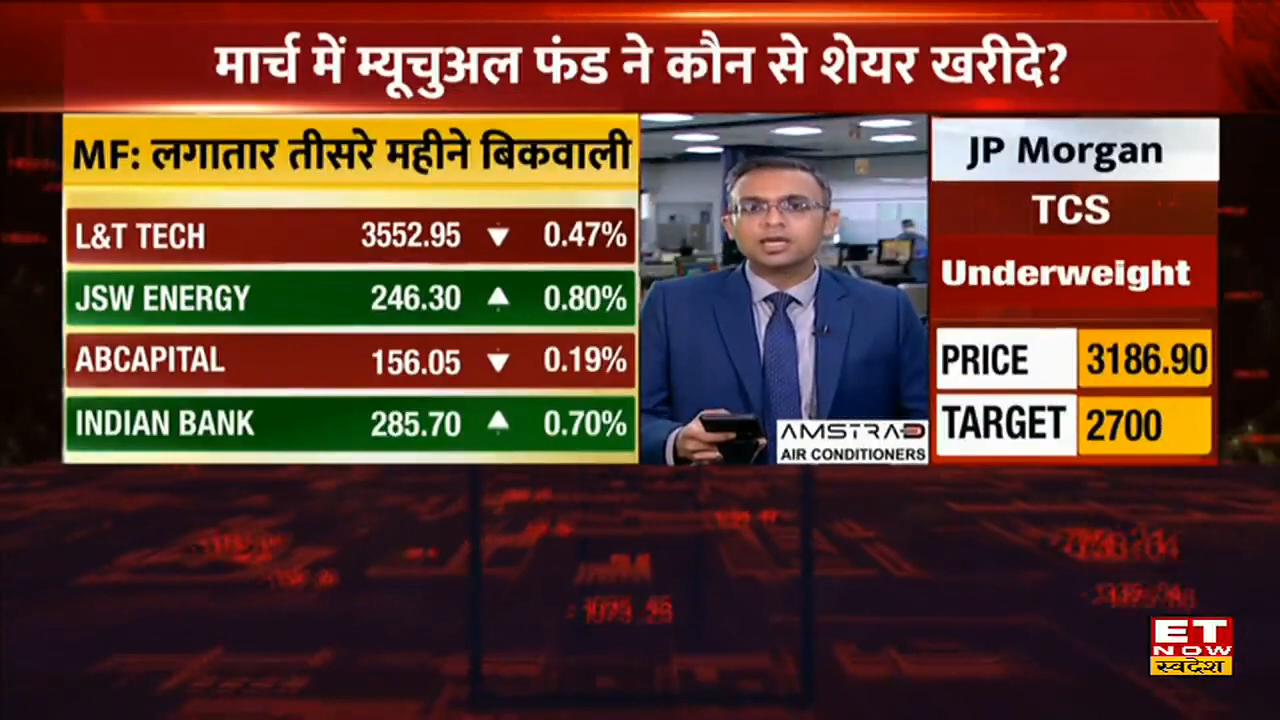 मार्च में म्यूचुअल फंड ने कौन से शेयर खरीदे?
MF: लगातार तीसरे महीने बिकवाली
L&T TECH 3552.95 ▼ 0.47%
JSW ENERGY 246.30 ▲ 0.80%
ABCAPITAL 156.05 ▼ 0.19%
INDIAN BANK 285.70 ▲ 0.70%
AMSTRAD
AIR CONDITIONERS
JP Morgan
TCS
Underweight
PRICE 3186.90
TARGET 2700
ET
NOW
स्वदेश